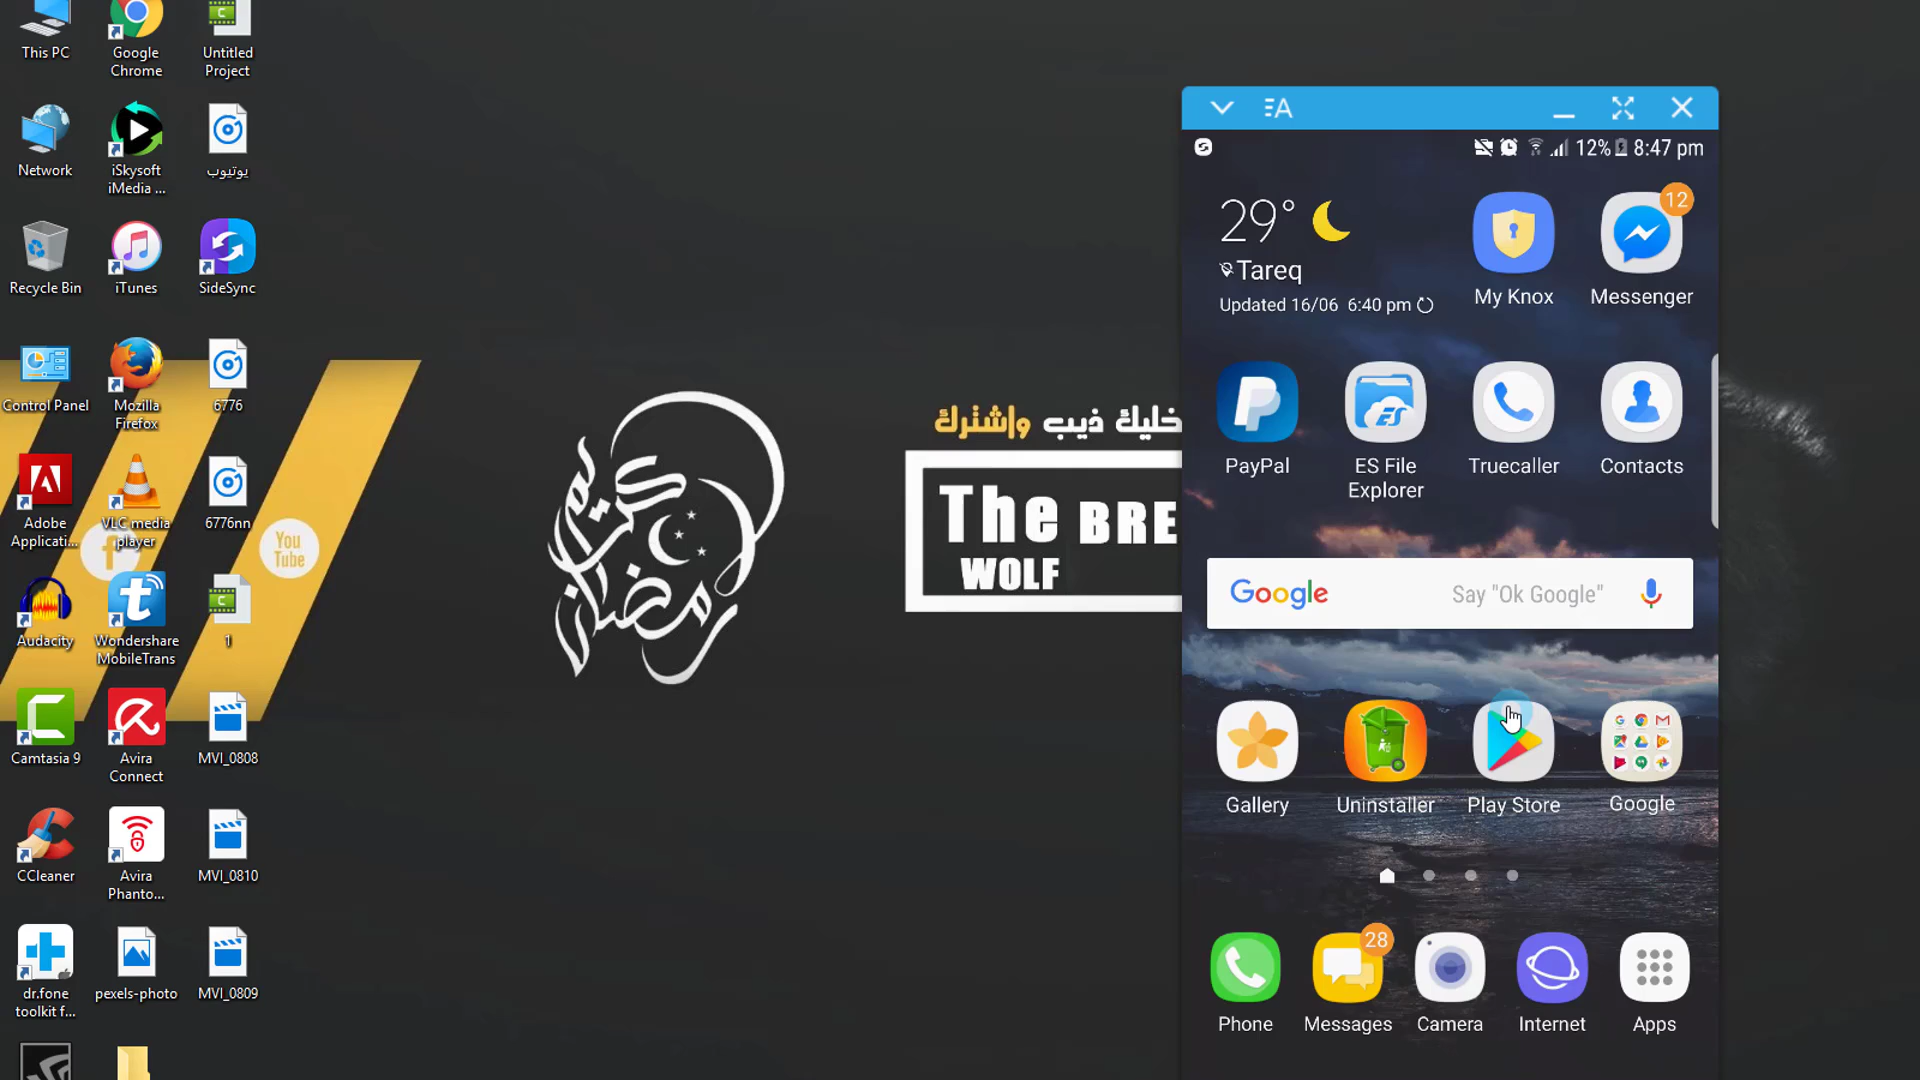 This PC
Google
Chrome
Untitled
Project
Network
iSkysoft
iMedia ...
يوتيوب
Recycle Bin
iTunes
SideSync
Control Panel
Mozilla
Firefox
6776
Adobe
Applicati...
VLC media
player
6776nn
f
You
Tube
Audacity
Wondershare
MobileTrans
1
Camtasia 9
Avira
Connect
MVI_0808
CCleaner
Avira
Phanto...
MVI_0810
dr.fone
toolkit f...
pexels-photo
MVI_0809
رمضان كريم
خليك ذيب وإشترك
The BRE
WOLF
A
12% 8:47 pm
29°
Tareq
Updated 16/06 6:40 pm
My Knox
12
Messenger
PayPal
ES
ES File
Explorer
Truecaller
Contacts
Google
Say "Ok Google"
Gallery
Uninstaller
Play Store
Google
28
Phone
Messages
Camera
Internet
Apps